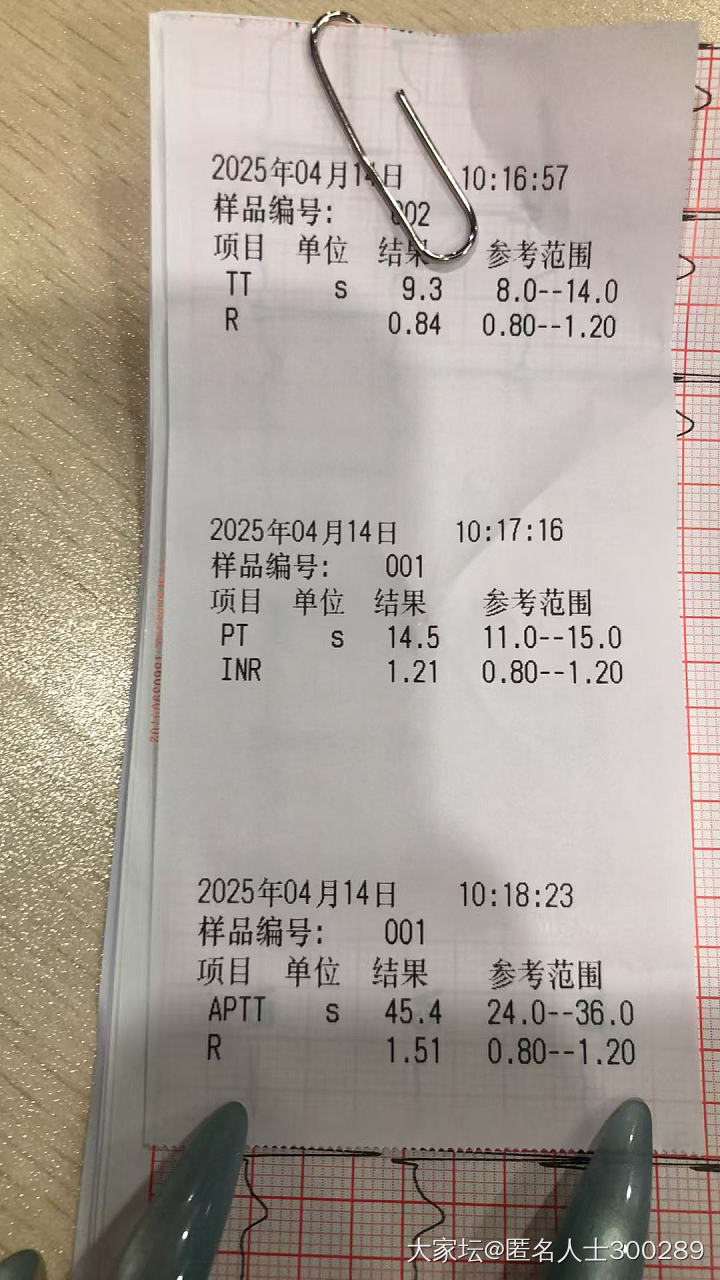 2025年04月14日 10:16:57
样品编号: 002
项目 单位 结果 参考范围
TT s 9.3 8.0--14.0
R 0.84 0.80--1.20
2025年04月14日 10:17:16
样品编号: 001
项目 单位 结果 参考范围
PT s 14.5 11.0--15.0
INR 1.21 0.80--1.20
2025年04月14日 10:18:23
样品编号: 001
项目 单位 结果 参考范围
APTT s 45.4 24.0--36.0
R 1.51 0.80--1.20
大家坛@匿名人士300289